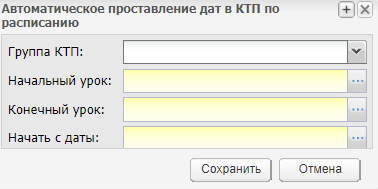 Автоматическое проставление дат в КТП по
расписанию
Группа КТП:
Начальный урок:
Конечный урок:
Начать с даты:
Сохранить Отмена